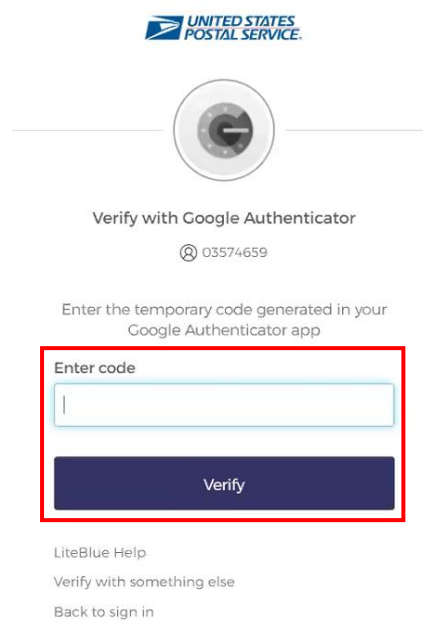 UNITED STATES
POSTAL SERVICE.
Verify with Google Authenticator
03574659
Enter the temporary code generated in your
Google Authenticator app
Enter code
Verify
LiteBlue Help
Verify with something else
Back to sign in